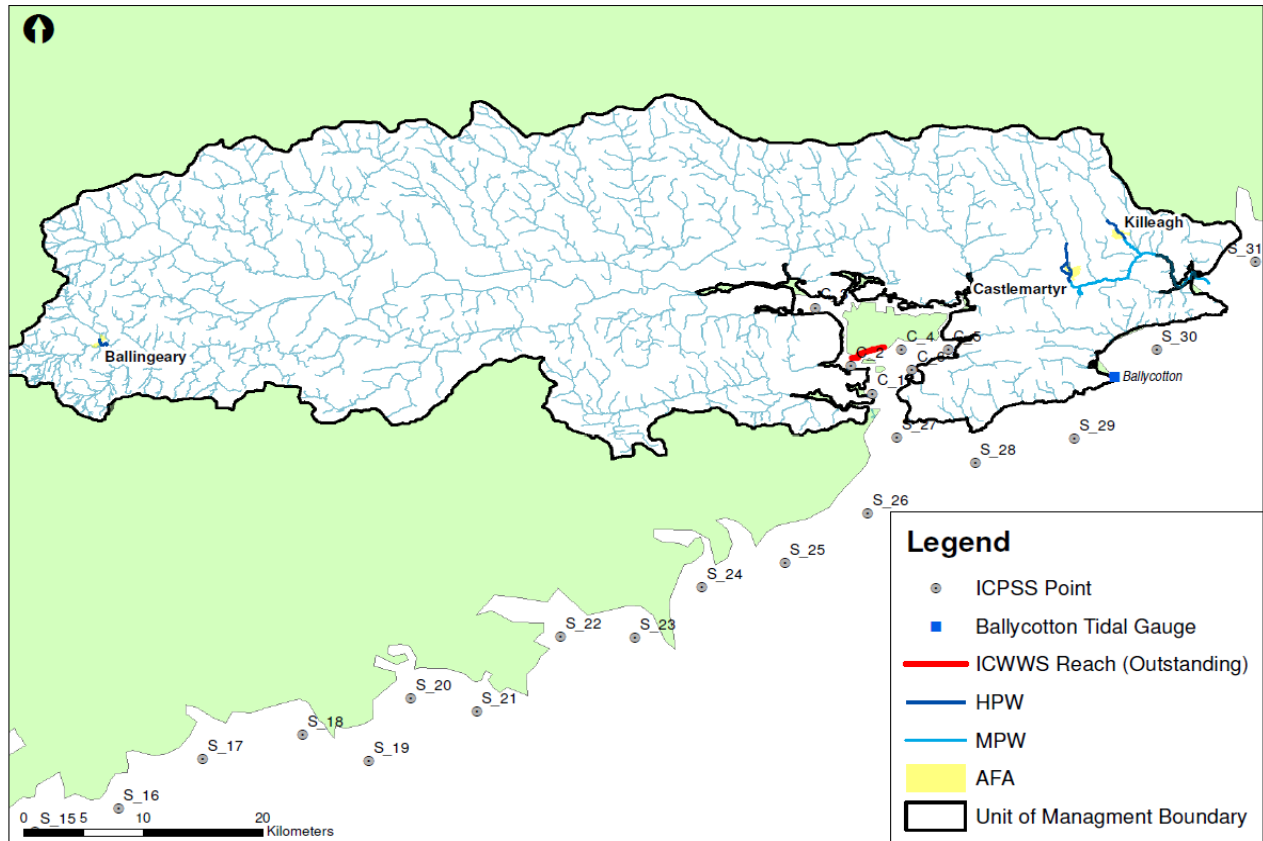 Killeagh
S_31
Castlemartyr
C_4
C_5
S_30
Ballingeary
C_2
Ballycotton
C_1
S_27
S_29
S_28
S_26
S_25
S_24
S_22
S_23
S_20
S_21
S_18
S_19
S_17
S_16
S_15
0 5 10 20
Kilometers
Legend
ICPSS Point
Ballycotton Tidal Gauge
ICWWS Reach (Outstanding)
HPW
MPW
AFA
Unit of Managment Boundary